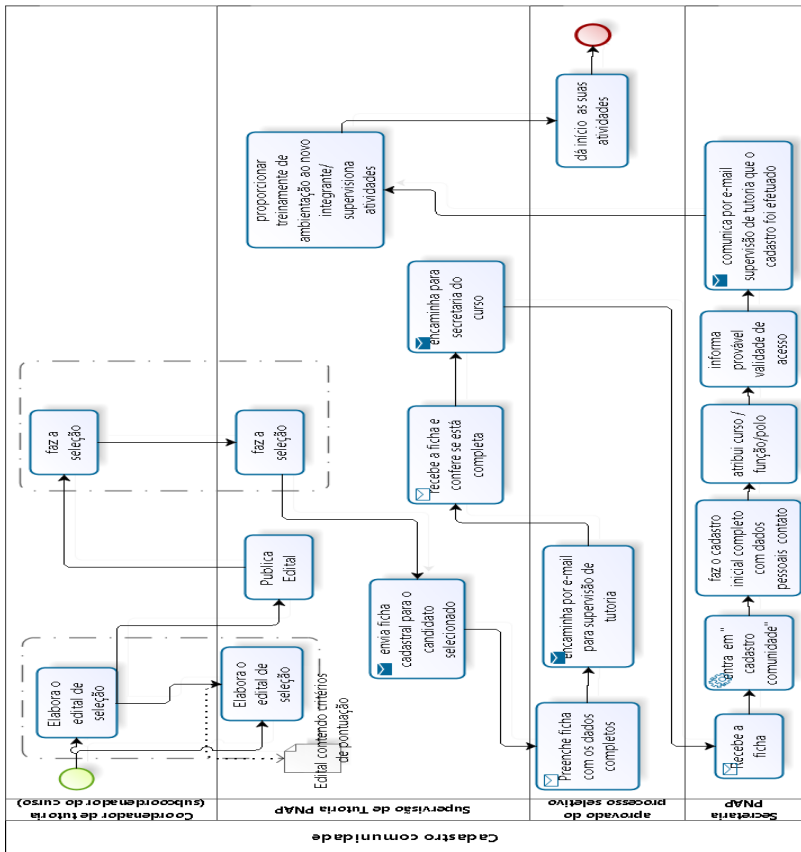 Cadastro comunidade
Coordenador de tutoria
(subcoordenador do curso)
Supervisão de Tutoria PNAP
aprovado do
processo seletivo
Secretaria
PNAP
Elabora o
edital de
seleção
Elabora o
edital de
seleção
Edital contendo critérios
de pontuação
Publica
Edital
faz a
seleção
faz a
seleção
envia ficha
cadastral para o
candidato
selecionado
Preenche ficha
com os dados
completos
encaminha por e-mail
para supervisão de
tutoria
recebe a ficha e
confere se está
completa
encaminha para
secretaria do
curso
Recebe a
ficha
entra em "
cadastro
comunidade"
faz o cadastro
inicial completo
com dados
pessoais contato
atribui curso /
função/polo
informa
provável
validade de
acesso
comunica por e-mail
supervisão de tutoria que o
cadastro foi efetuado
proporcionar
treinamente de
ambientação ao novo
integrante/
supervisiona
atividades
dá início as suas
atividades